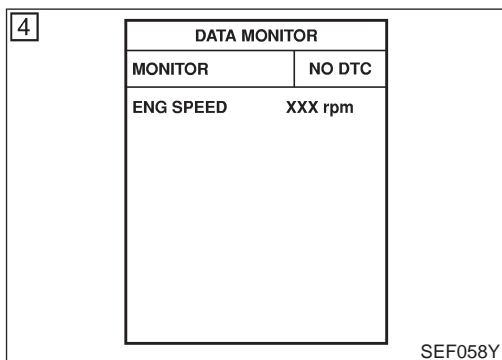 4
DATA MONITOR
MONITOR NO DTC
ENG SPEED XXX rpm
SEF058Y